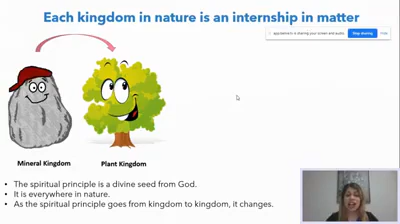 Each kingdom in nature is an internship in matter
is sharing your screen and audio.
Stop sharing
Hide
Mineral Kingdom
Plant Kingdom
• The spiritual principle is a divine seed from God.
• It is everywhere in nature.
• As the spiritual principle goes from kingdom to kingdom, it changes.